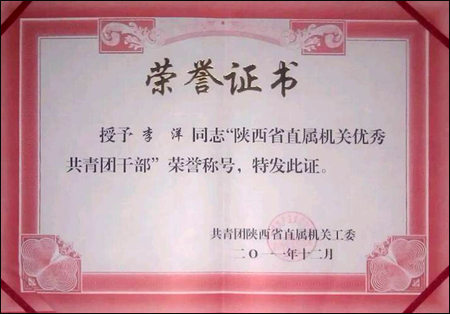 荣誉证书
授予李洋同志“陕西省直属机关优秀
共青团干部”荣誉称号，特发此证。
共青团陕西省直属机关工委
二〇一一年十二月